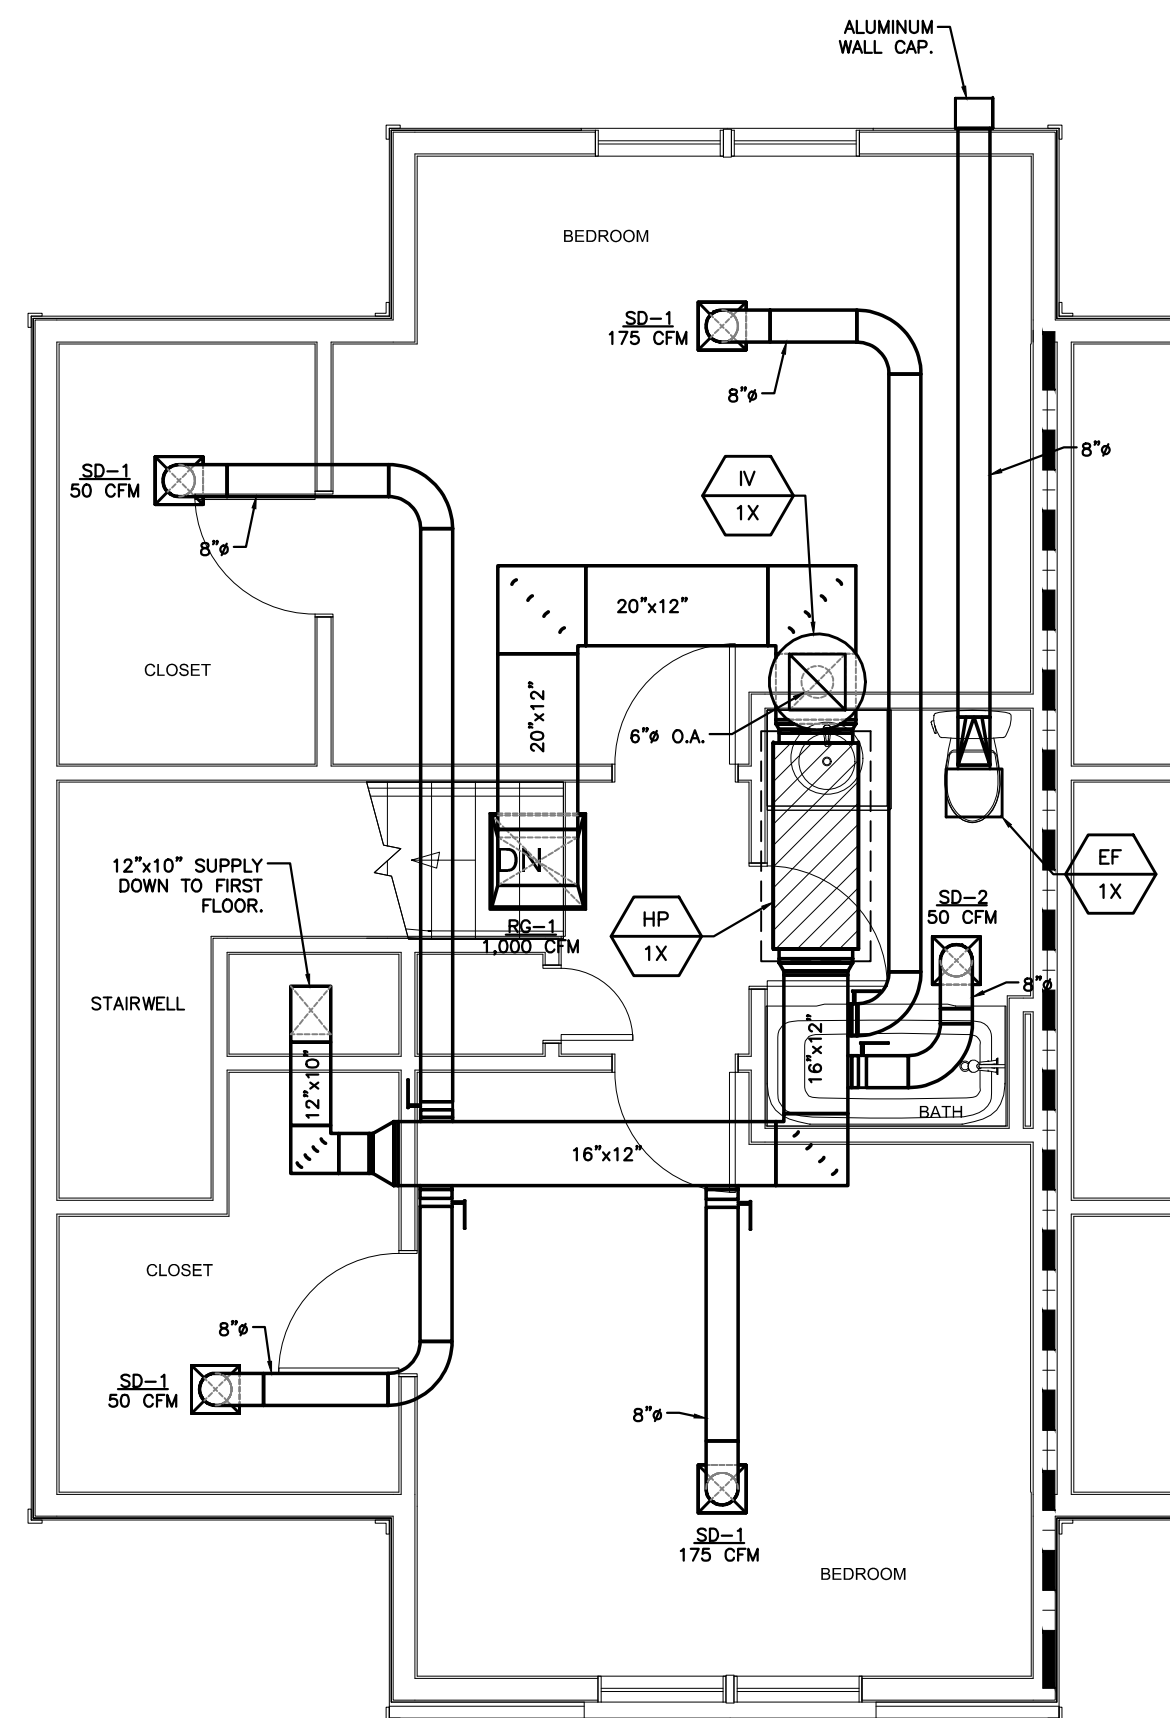 ALUMINUM
WALL CAP.
BEDROOM
SD-1
175 CFM
8"ø
8"ø
SD-1
50 CFM
8"ø
IV
1X
20"x12"
CLOSET
20"x12"
6"ø O.A.
12"x10" SUPPLY
DOWN TO FIRST
FLOOR.
DN
EF
1X
SD-2
50 CFM
RG-1
1,000 CFM
HP
1X
8"ø
STAIRWELL
12"x10"
16"x12"
BATH
16"x12"
CLOSET
8"ø
SD-1
50 CFM
8"ø
SD-1
175 CFM
BEDROOM